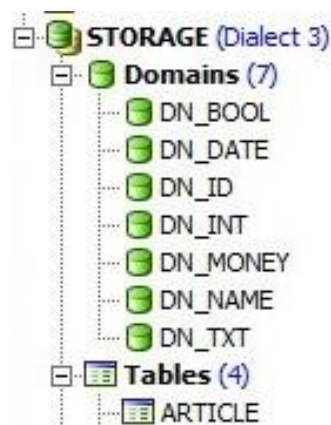 STORAGE (Dialect 3)
Domains (7)
DN_BOOL
DN_DATE
DN_ID
DN_INT
DN_MONEY
DN_NAME
DN_TXT
Tables (4)
ARTICLE